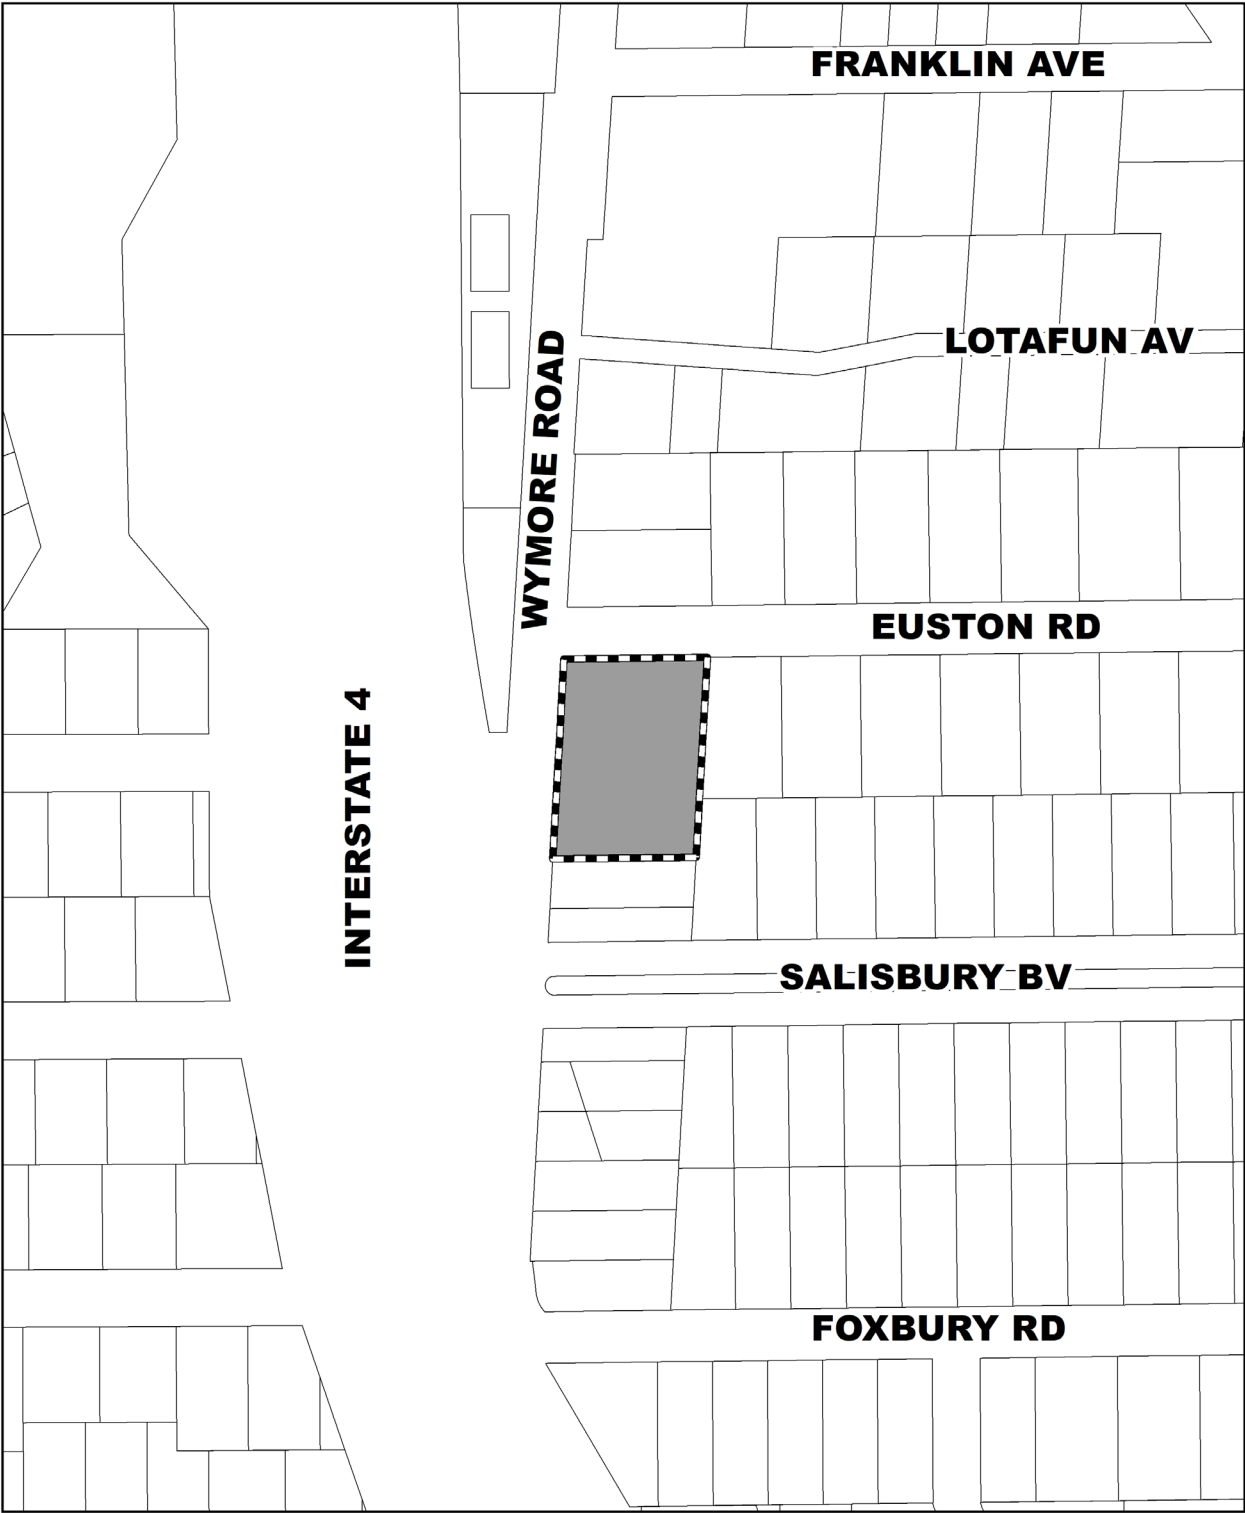 FRANKLIN AVE
LOTAFUN AV
WYMORE ROAD
EUSTON RD
INTERSTATE 4
SALISBURY BV
FOXBURY RD